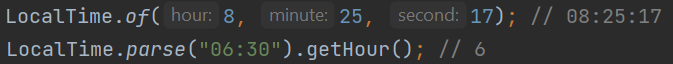 LocalTime.of( hour: 8, minute: 25, second: 17); // 08:25:17
LocalTime.parse("06:30").getHour(); // 6